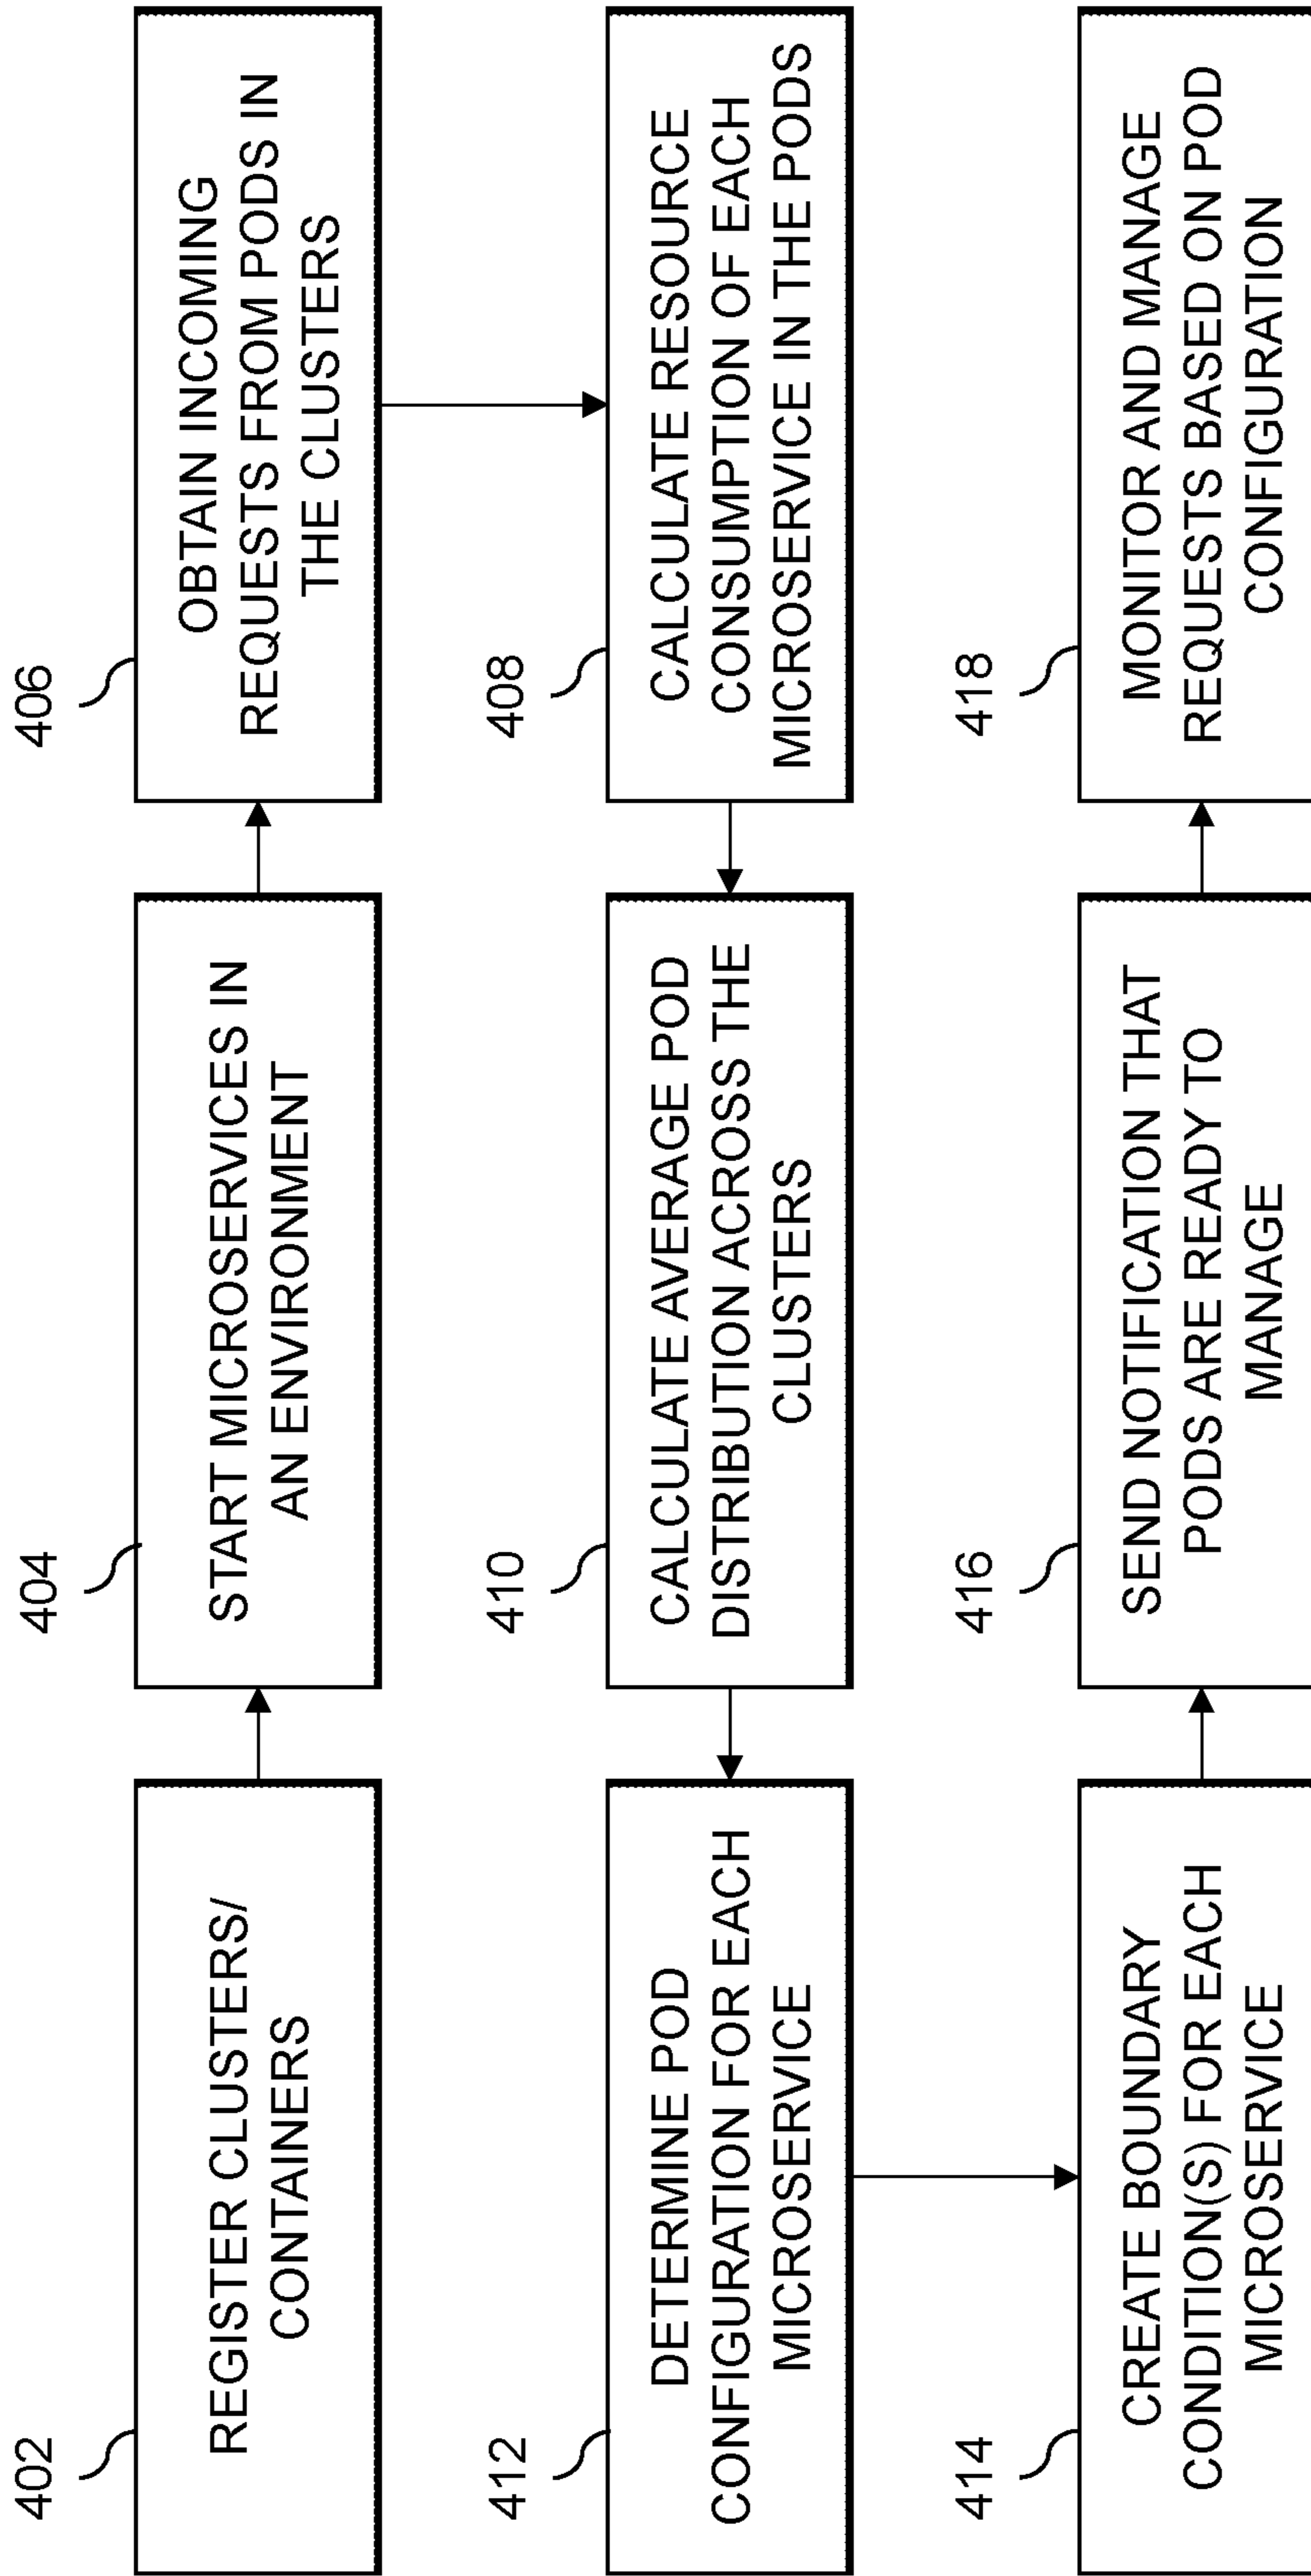 402
REGISTER CLUSTERS/
CONTAINERS
404
START MICROSERVICES IN
AN ENVIRONMENT
406
OBTAIN INCOMING
REQUESTS FROM PODS IN
THE CLUSTERS
408
CALCULATE RESOURCE
CONSUMPTION OF EACH
MICROSERVICE IN THE PODS
410
CALCULATE AVERAGE POD
DISTRIBUTION ACROSS THE
CLUSTERS
412
DETERMINE POD
CONFIGURATION FOR EACH
MICROSERVICE
414
CREATE BOUNDARY
CONDITION(S) FOR EACH
MICROSERVICE
416
SEND NOTIFICATION THAT
PODS ARE READY TO
MANAGE
418
MONITOR AND MANAGE
REQUESTS BASED ON POD
CONFIGURATION